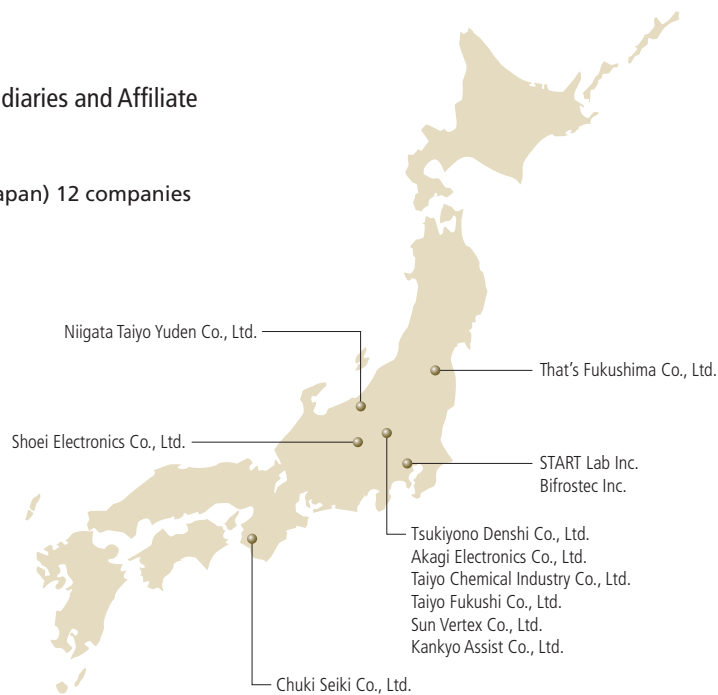 diaries and Affiliate
apan) 12 companies
Niigata Taiyo Yuden Co., Ltd.
That's Fukushima Co., Ltd.
Shoei Electronics Co., Ltd.
START Lab Inc.
Bifrostec Inc.
Tsukiyono Denshi Co., Ltd.
Akagi Electronics Co., Ltd.
Taiyo Chemical Industry Co., Ltd.
Taiyo Fukushi Co., Ltd.
Sun Vertex Co., Ltd.
Kankyo Assist Co., Ltd.
Chuki Seiki Co., Ltd.